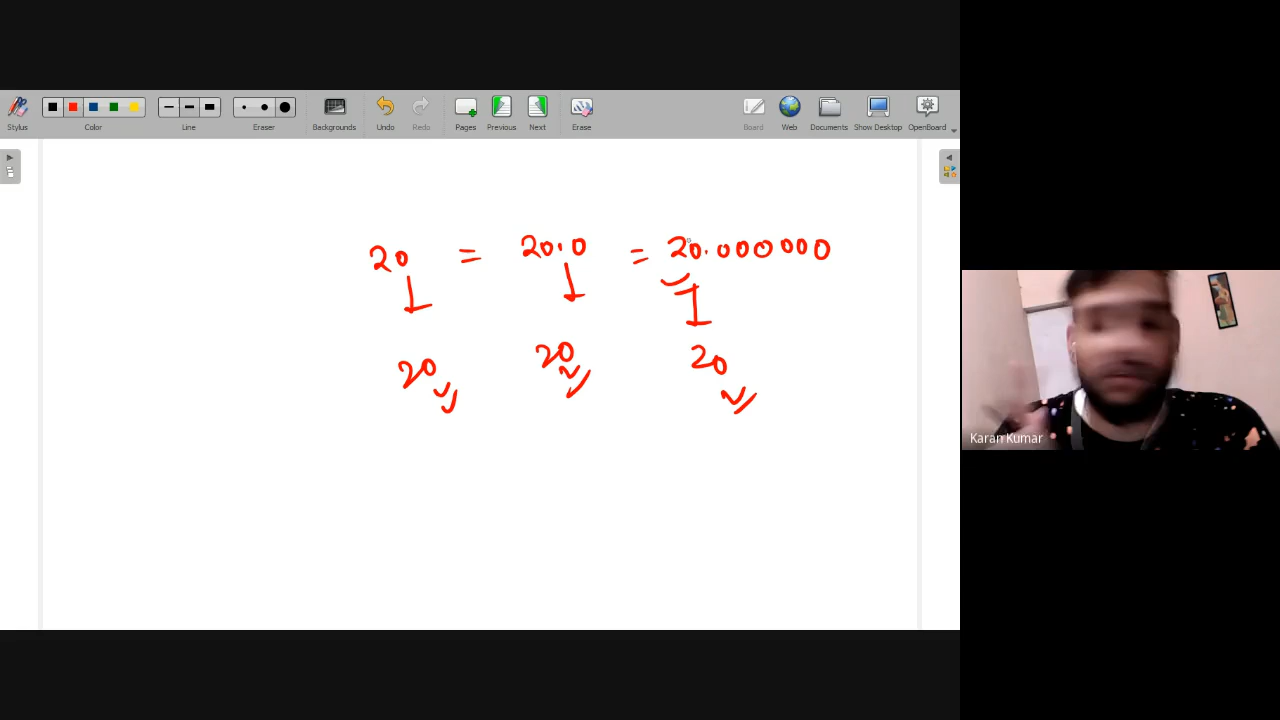 Stylus Color Line Eraser Backgrounds Undo Redo Pages Previous Next Erase Board Web Documents Show Desktop OpenBoard
20 = 20.0 = 20.000000
20 20 20
Karan Kumar